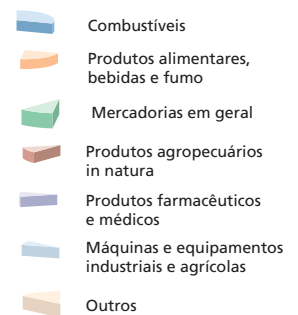 Combustíveis
Produtos alimentares,
bebidas e fumo
Mercadorias em geral
Produtos agropecuários
in natura
Produtos farmacêuticos
e médicos
Máquinas e equipamentos
industriais e agrícolas
Outros